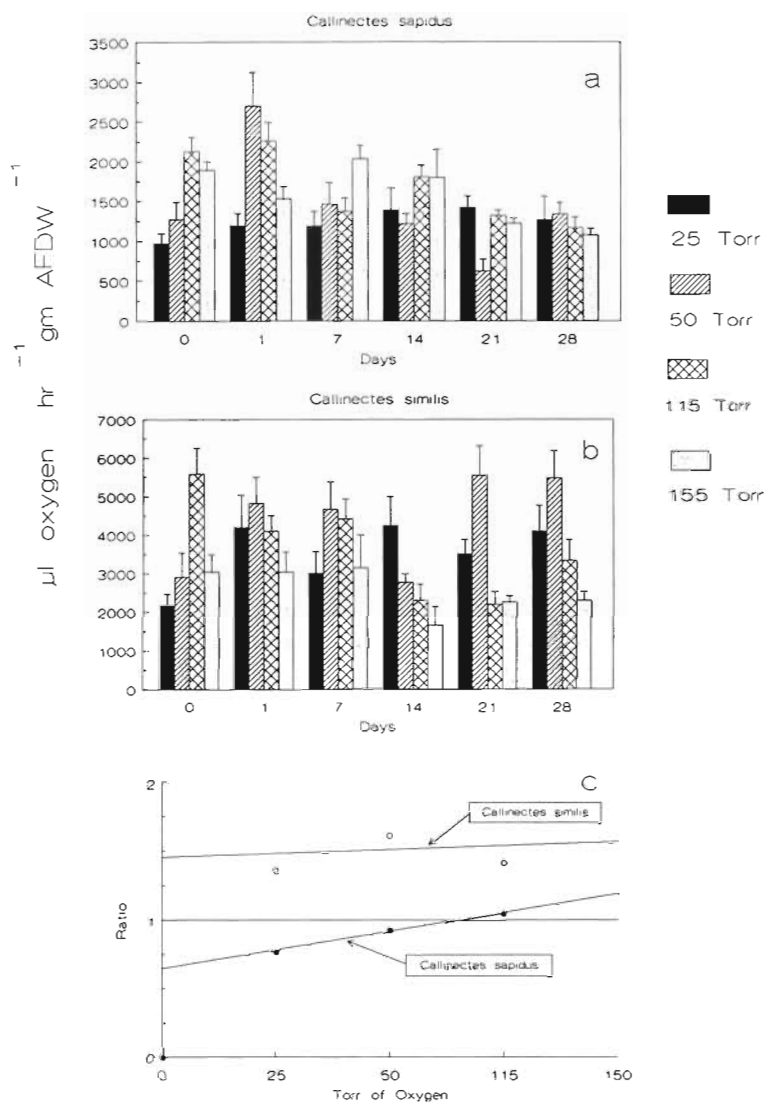 Callinectes sapidus
3500
3000
2500
2000
1500
1000
500
0
a
0 1 7 14 21 28
Days
µl oxygen hr⁻¹ gm AFDW⁻¹
25 Torr
50 Torr
115 Torr
155 Torr
Callinectes similis
7000
6000
5000
4000
3000
2000
1000
0
b
0 1 7 14 21 28
Days
C
2
1
0
Ratio
Callinectes similis
Callinectes sapidus
0 25 50 115 150
Torr of Oxygen